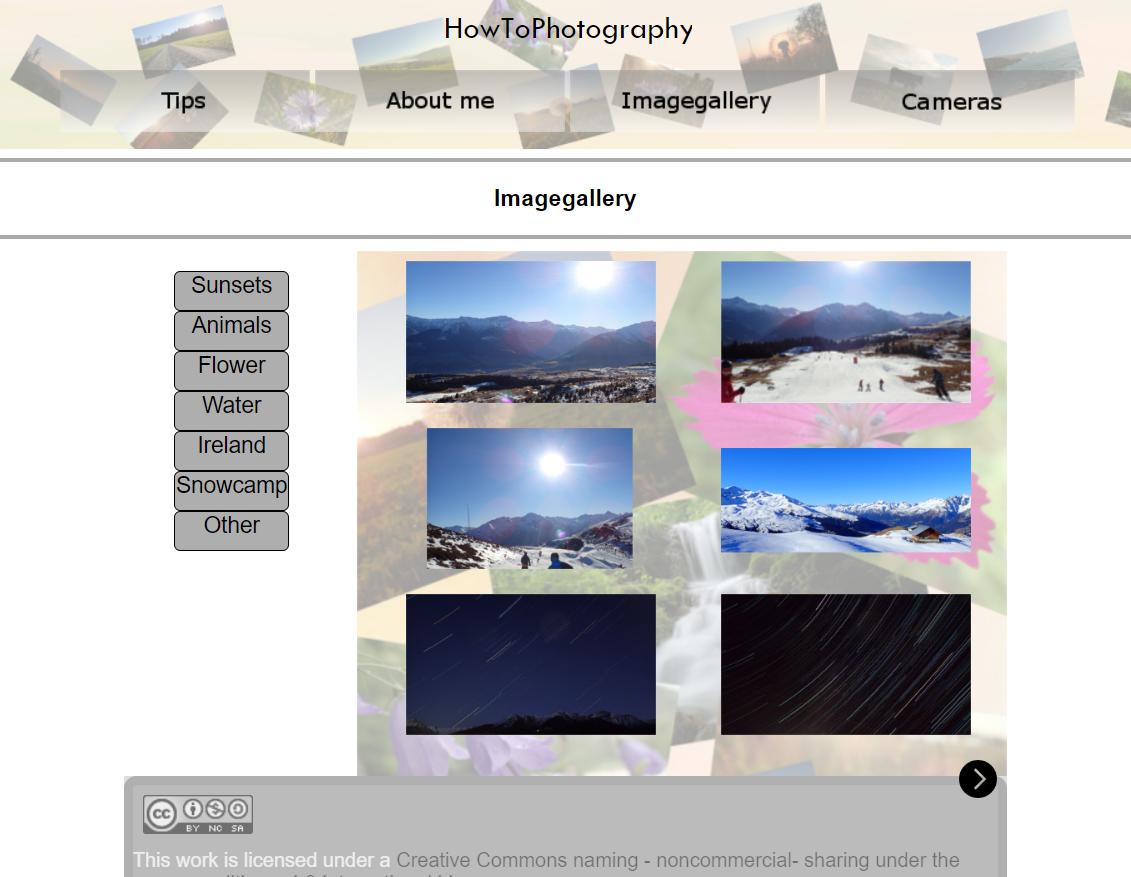 HowToPhotography
Tips
About me
Imagegallery
Cameras
Imagegallery
Sunsets
Animals
Flower
Water
Ireland
Snowcamp
Other
cc
BY NC SA
This work is licensed under a Creative Commons naming - noncommercial- sharing under the